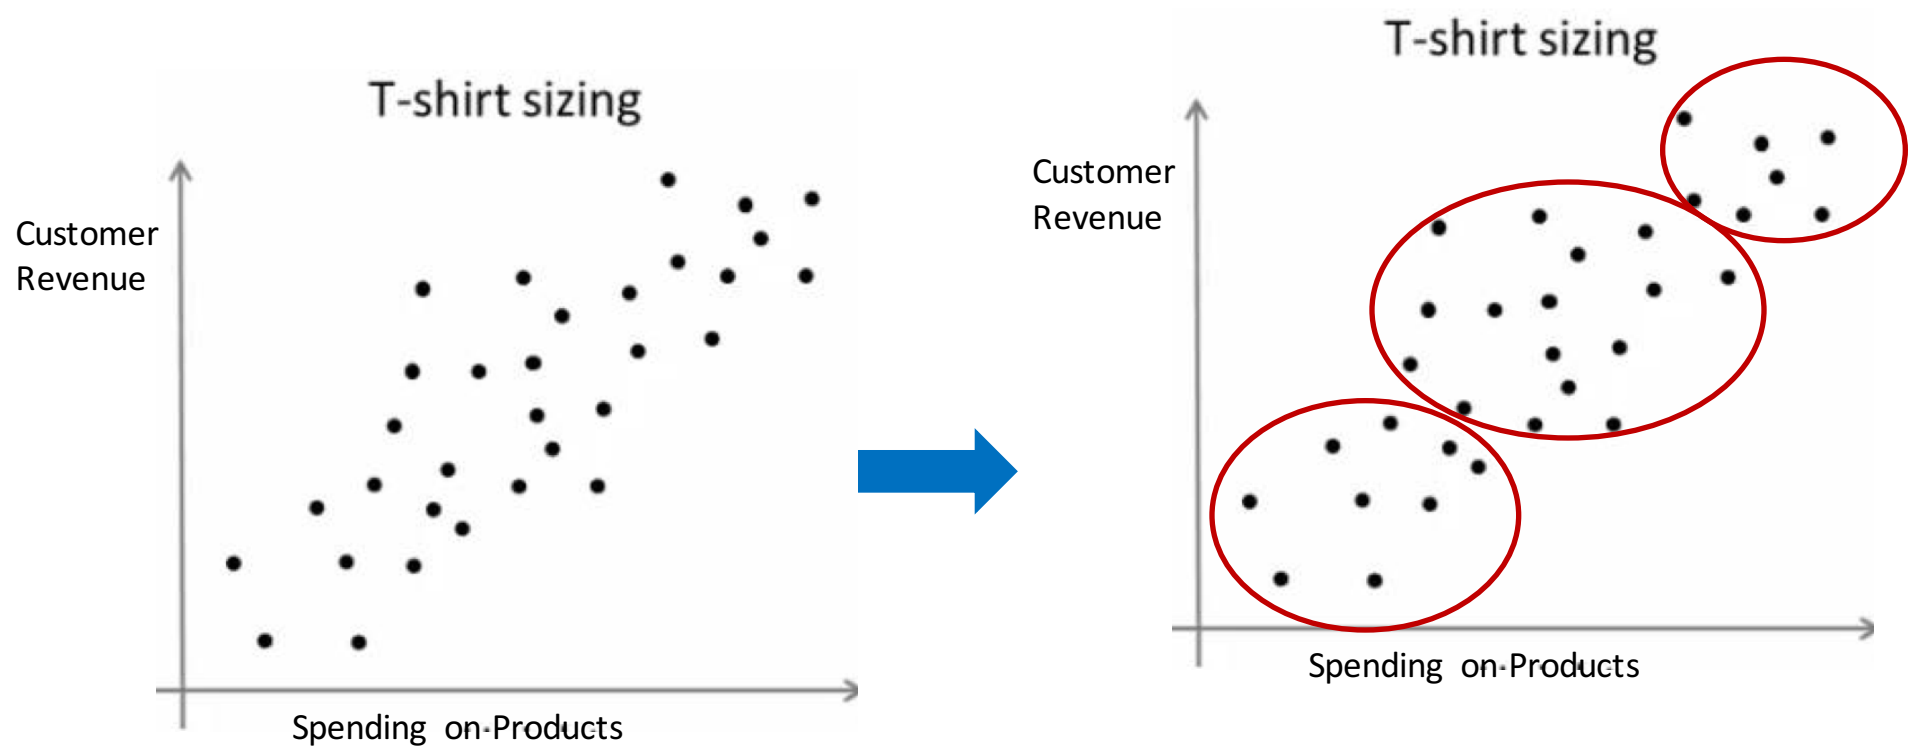 T-shirt sizing
Customer
Revenue
Spending on Products
T-shirt sizing
Customer
Revenue
Spending on Products